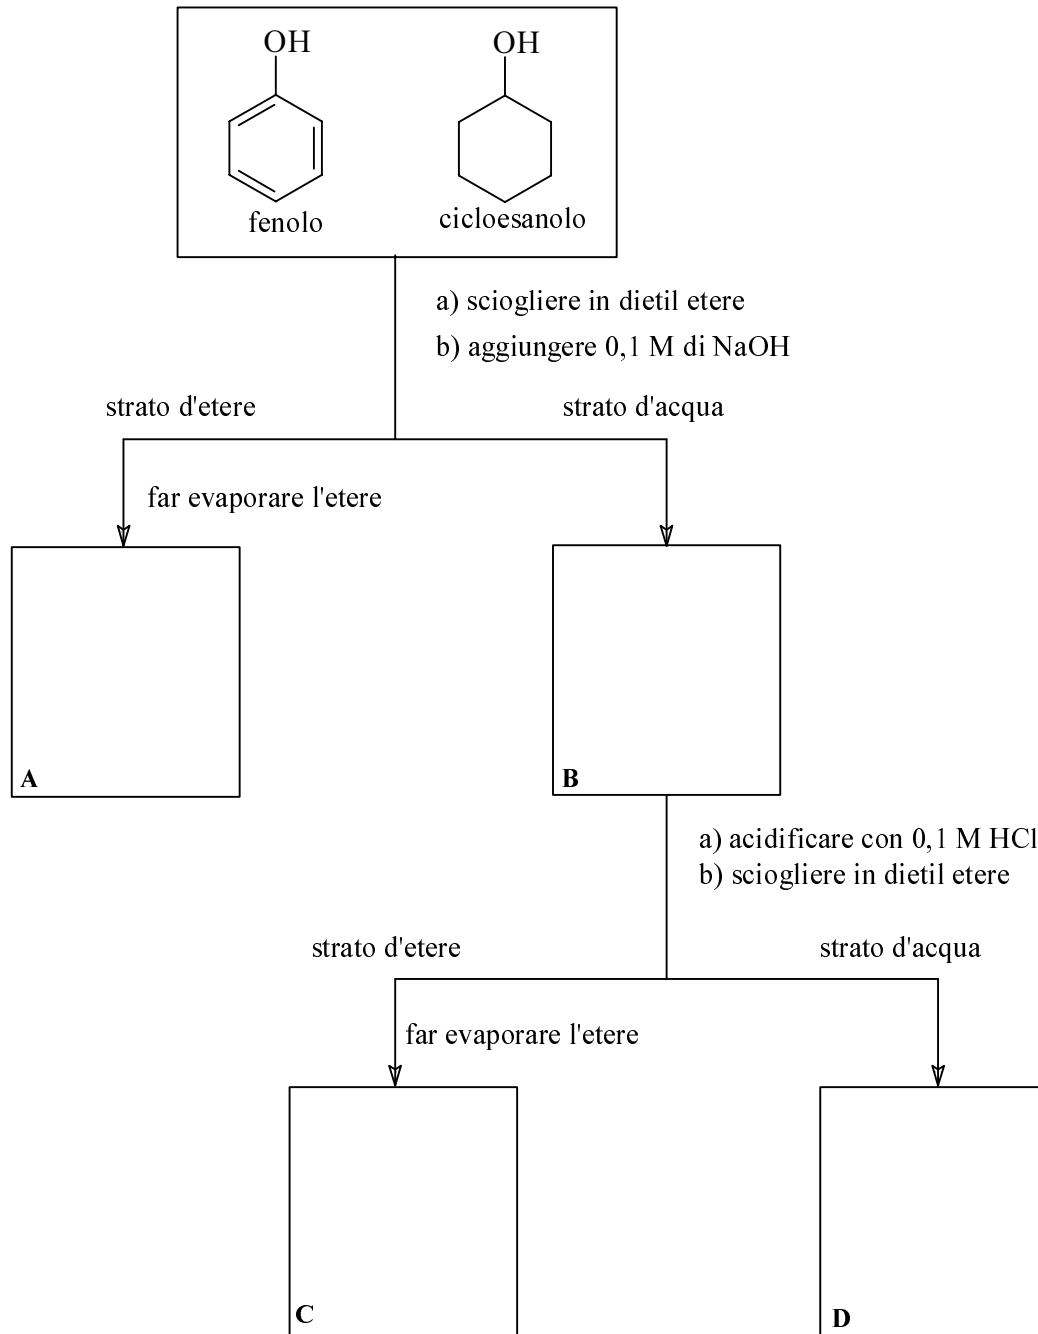 OH
OH
fenolo
cicloesanolo
a) sciogliere in dietil etere
b) aggiungere 0,1 M di NaOH
strato d'etere
strato d'acqua
far evaporare l'etere
A
B
a) acidificare con 0,1 M HCl
b) sciogliere in dietil etere
strato d'etere
strato d'acqua
far evaporare l'etere
C
D